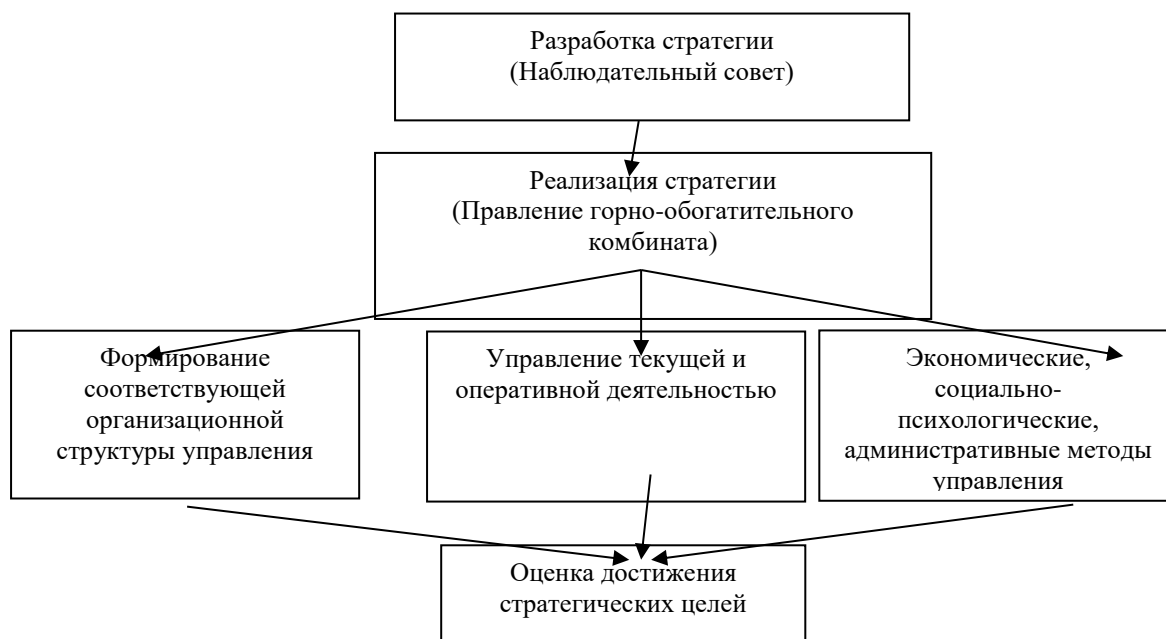 Разработка стратегии
(Наблюдательный совет)
Реализация стратегии
(Правление горно-обогатительного
комбината)
Формирование
соответствующей
организационной
структуры управления
Управление текущей и
оперативной деятельностью
Экономические,
социально-
психологические,
административные методы
управления
Оценка достижения
стратегических целей